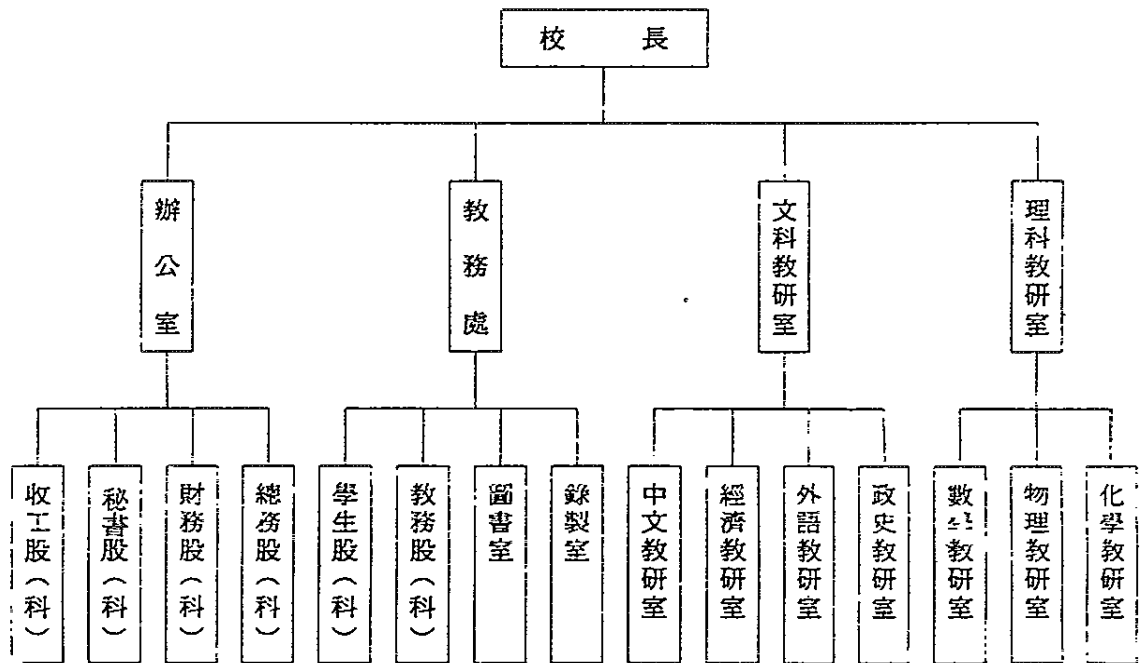 校長
辦公室
教務處
文科教研室
理科教研室
收工股（科）
秘書股（科）
財務股（科）
總務股（科）
學生股（科）
教務股（科）
圖書室
錄製室
中文教研室
經濟教研室
外語教研室
政史教研室
數學教研室
物理教研室
化學教研室